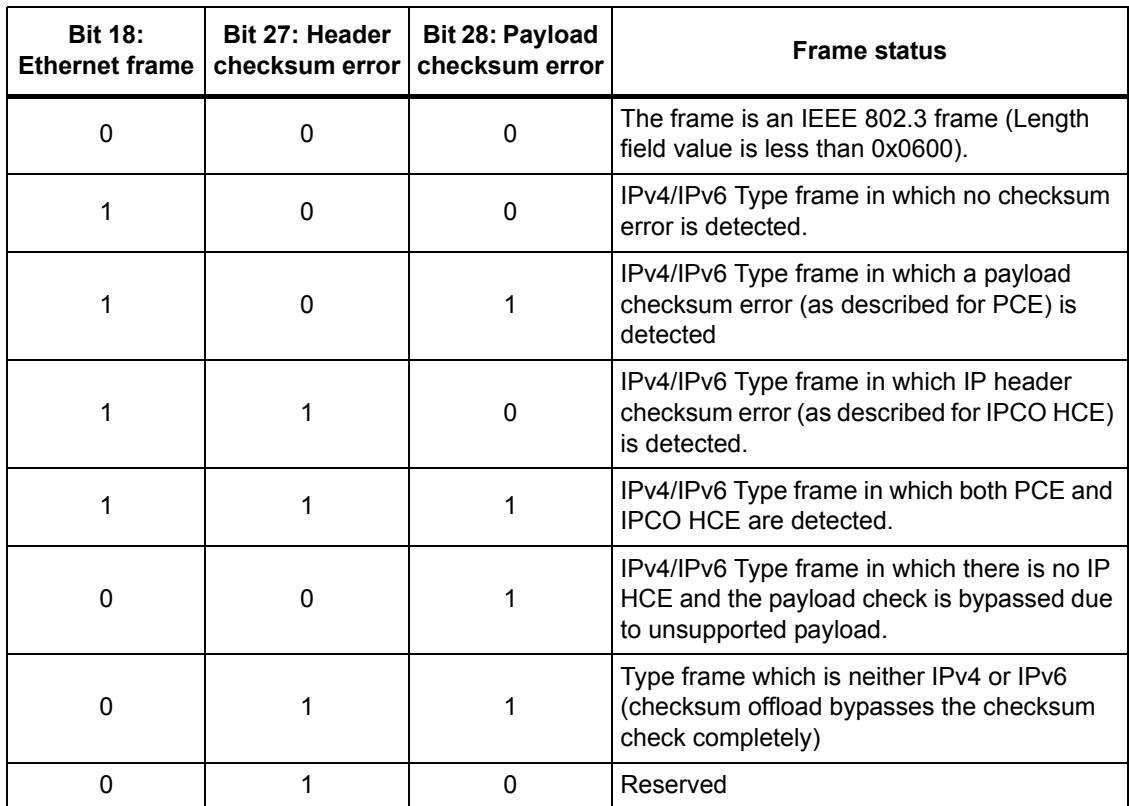 Bit 18: Ethernet frame
Bit 27: Header checksum error
Bit 28: Payload checksum error
Frame status
0
0
0
The frame is an IEEE 802.3 frame (Length
field value is less than 0x0600).
1
0
0
IPv4/IPv6 Type frame in which no checksum
error is detected.
1
0
1
IPv4/IPv6 Type frame in which a payload
checksum error (as described for PCE) is
detected
1
1
0
IPv4/IPv6 Type frame in which IP header
checksum error (as described for IPCO HCE)
is detected.
1
1
1
IPv4/IPv6 Type frame in which both PCE and
IPCO HCE are detected.
0
0
1
IPv4/IPv6 Type frame in which there is no IP
HCE and the payload check is bypassed due
to unsupported payload.
0
1
1
Type frame which is neither IPv4 or IPv6
(checksum offload bypasses the checksum
check completely)
0
1
0
Reserved